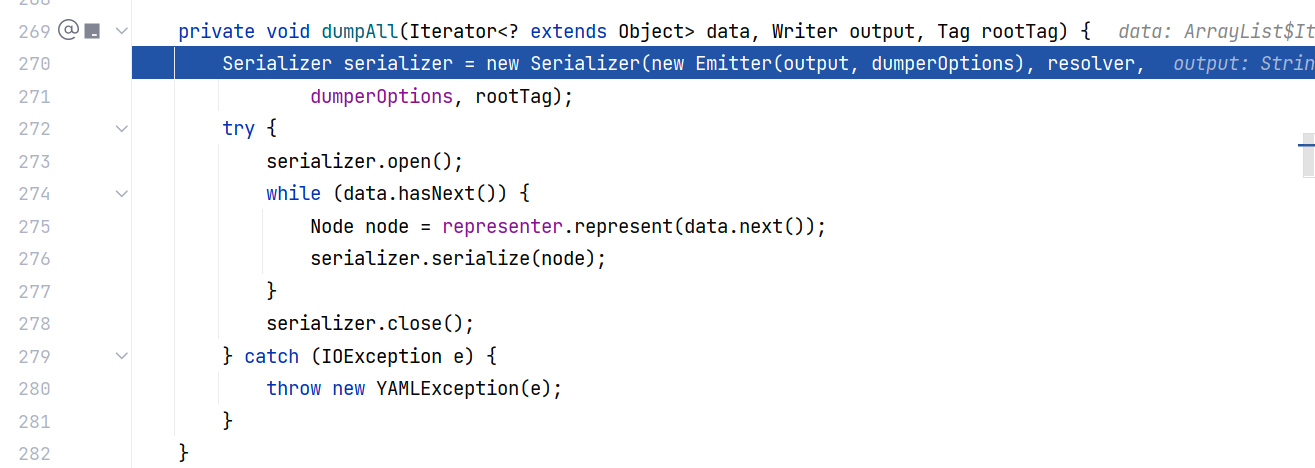 269 @ private void dumpAll(Iterator<? extends Object> data, Writer output, Tag rootTag) { data: ArrayList$It
270 Serializer serializer = new Serializer(new Emitter(output, dumperOptions), resolver, output: Strin
271 dumperOptions, rootTag);
272 try {
273 serializer.open();
274 while (data.hasNext()) {
275 Node node = representer.represent(data.next());
276 serializer.serialize(node);
277 }
278 serializer.close();
279 } catch (IOException e) {
280 throw new YAMLException(e);
281 }
282 }